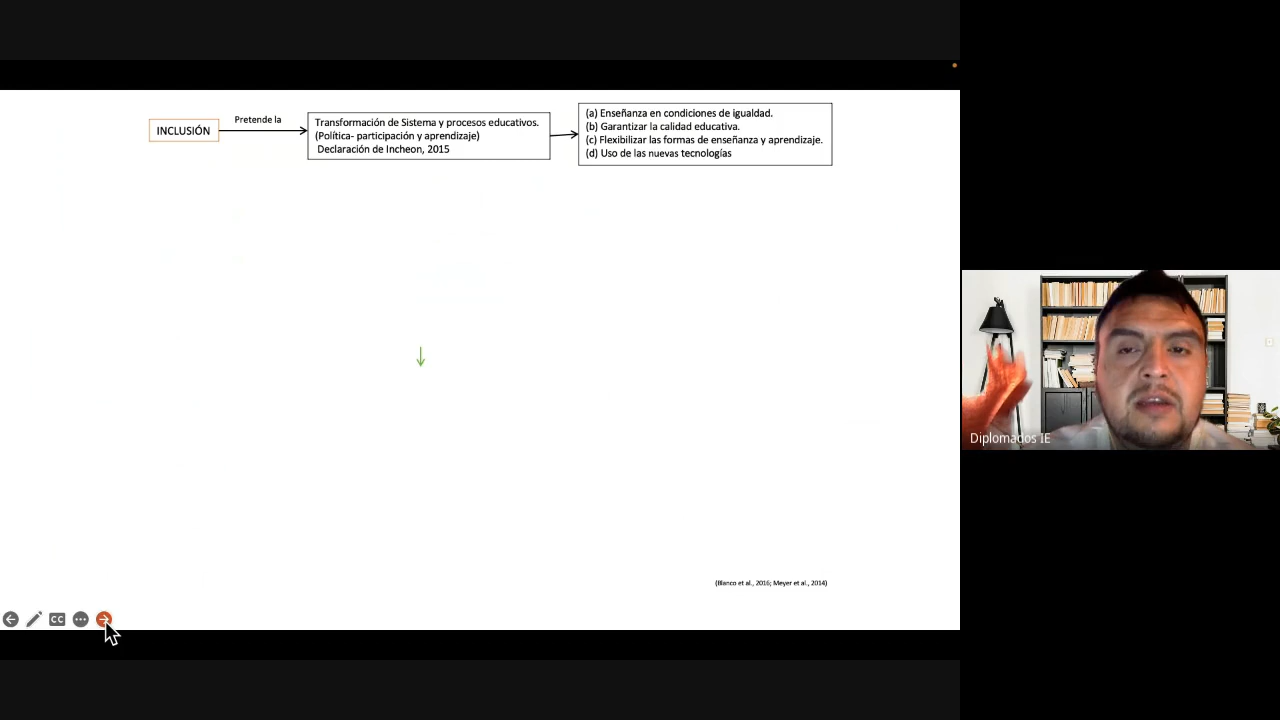 INCLUSIÓN
Pretende la
Transformación de Sistema y procesos educativos.
(Política- participación y aprendizaje)
Declaración de Incheon, 2015
(a) Enseñanza en condiciones de igualdad.
(b) Garantizar la calidad educativa.
(c) Flexibilizar las formas de enseñanza y aprendizaje.
(d) Uso de las nuevas tecnologías
Diplomados IE
(Blanco et al., 2016; Meyer et al., 2014)
CC